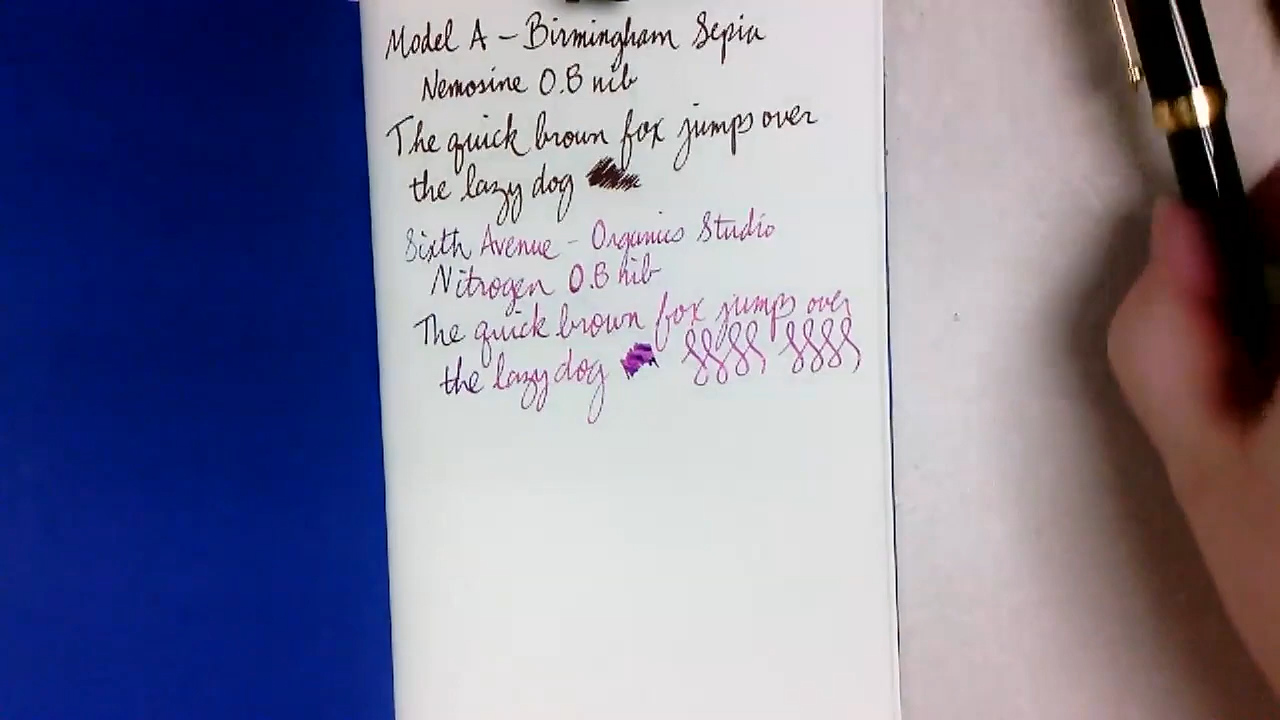 Model A - Birmingham Sepia
Nemosine 0.8 nib
The quick brown fox jumps over
the lazy dog
Sixth Avenue - Organics Studio
Nitrogen 0.8 nib
The quick brown fox jumps over
the lazy dog